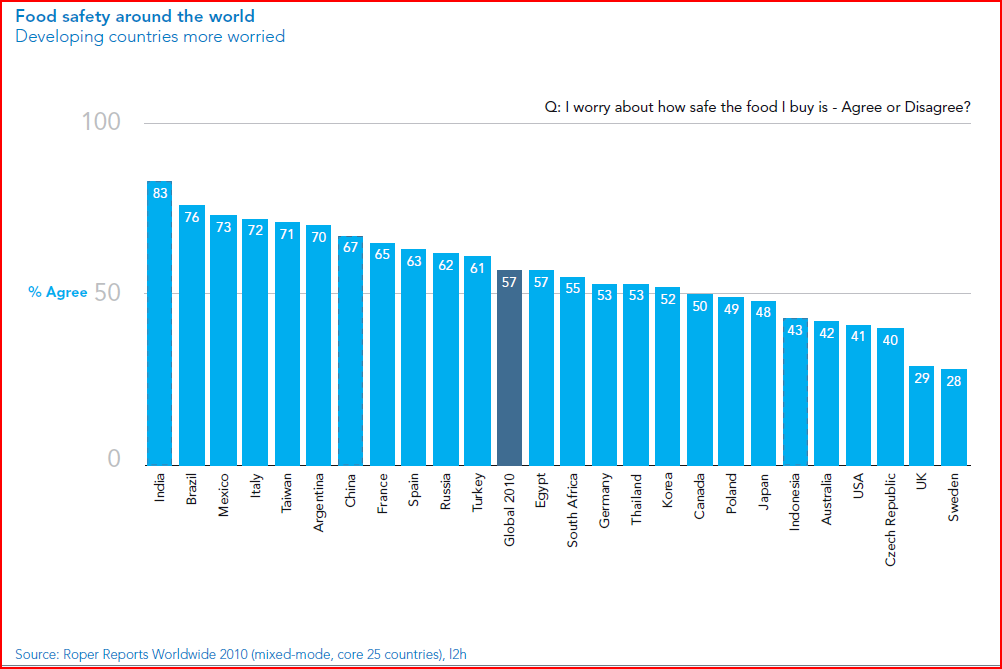 Food safety around the world
Developing countries more worried
Q: I worry about how safe the food I buy is - Agree or Disagree?
100
% Agree 50
0
83 76 73 72 71 70 67 65 63 62 61 57 57 55 53 53 52 50 49 48 43 42 41 40 29 28
India
Brazil
Mexico
Italy
Taiwan
Argentina
China
France
Spain
Russia
Turkey
Global 2010
Egypt
South Africa
Germany
Thailand
Korea
Canada
Poland
Japan
Indonesia
Australia
USA
Czech Republic
UK
Sweden
Source: Roper Reports Worldwide 2010 (mixed-mode, core 25 countries), l2h